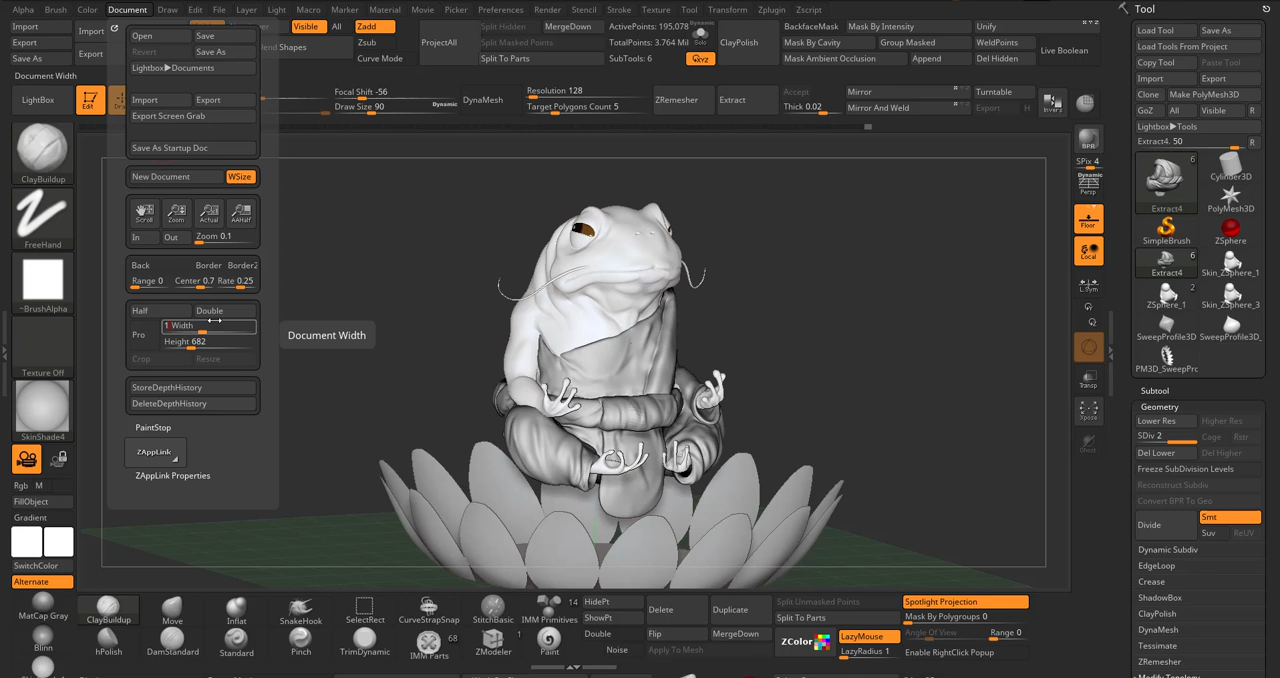 Alpha Brush Color Document Draw Edit File Layer Light Macro Marker Material Movie Picker Preferences Render Stencil Stroke Texture Tool Transform Zplugin Zscript
Import
Export
Save As
Document Width
Import
Export
Open Save
Revert Save As
Lightbox▶Documents
Import Export
Export Screen Grab
Save As Startup Doc
New Document WSize
Scroll Zoom Actual AAHalf
In Out Zoom 0.1
Back Border Border2
Range 0 Center 0.7 Rate 0.25
Half Double
Pro
1 Width
Height 682
Crop Resize
StoreDepthHistory
DeleteDepthHistory
PaintStop
ZAppLink
ZAppLink Properties
Document Width
Visible All
end Shapes
Zadd
Zsub
Curve Mode
ProjectAll
Split Hidden MergeDown
Split Masked Points
Split To Parts
ActivePoints: 195,078
TotalPoints: 3.764 Mil
SubTools: 6
Dynamic
Solo
Qxyz
ClayPolish
BackfaceMask Mask By Intensity Unify
Mask By Cavity Group Masked WeldPoints
Mask Ambient Occlusion Append Del Hidden
Live Boolean
LightBox
Edit
Focal Shift -56
Draw Size 90 Dynamic
DynaMesh
Resolution 128
Target Polygons Count 5
ZRemesher
Extract
Accept
Thick 0.02
Mirror
Mirror And Weld
Turntable
Export H
Invers
ClayBuildup
FreeHand
~BrushAlpha
Texture Off
SkinShade4
Rgb M
FillObject
Gradient
SwitchColor
Alternate
MatCap Gray
Blinn
BPR
SPix 4
Dynamic
Persp
Floor
Local
L.Sym
Transp
Xpose
Ghost
Tool
Load Tool Save As
Load Tools From Project
Copy Tool Paste Tool
Import Export
Clone Make PolyMesh3D
GoZ All Visible R
Lightbox▶Tools
Extract4. 50 R
6
Extract4
Cylinder3D
PolyMesh3D
SimpleBrush
ZSphere
6
Extract4
Skin_ZSphere_1
2
ZSphere_1
Skin_ZSphere_3
SweepProfile3D
SweepProfile3D_
PM3D_SweepPrc
Subtool
Geometry
Lower Res Higher Res
SDiv 2 Cage Rstr
Del Lower Del Higher
Freeze SubDivision Levels
Reconstruct Subdiv
Convert BPR To Geo
Divide
Smt
Suv ReUV
Dynamic Subdiv
EdgeLoop
Crease
ShadowBox
ClayPolish
DynaMesh
Tessimate
ZRemesher
Modify Topology
ClayBuildup Move Inflat SnakeHook SelectRect CurveStrapSnap StitchBasic IMM Primitives
14
hPolish DamStandard Standard Pinch TrimDynamic IMM Parts ZModeler Paint
68
1
HidePt
ShowPt
Double
Noise
Delete
Flip
Duplicate
MergeDown
Apply To Mesh
Split Unmasked Points
Split To Parts
ZColor
LazyMouse
LazyRadius 1
Spotlight Projection
Mask By Polygroups 0
Angle Of View Range 0
Enable RightClick Popup